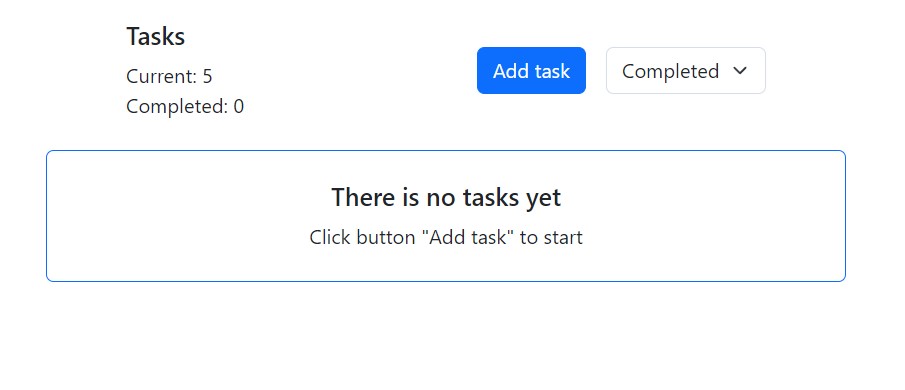 Tasks
Current: 5
Completed: 0
Add task
Completed
There is no tasks yet
Click button "Add task" to start